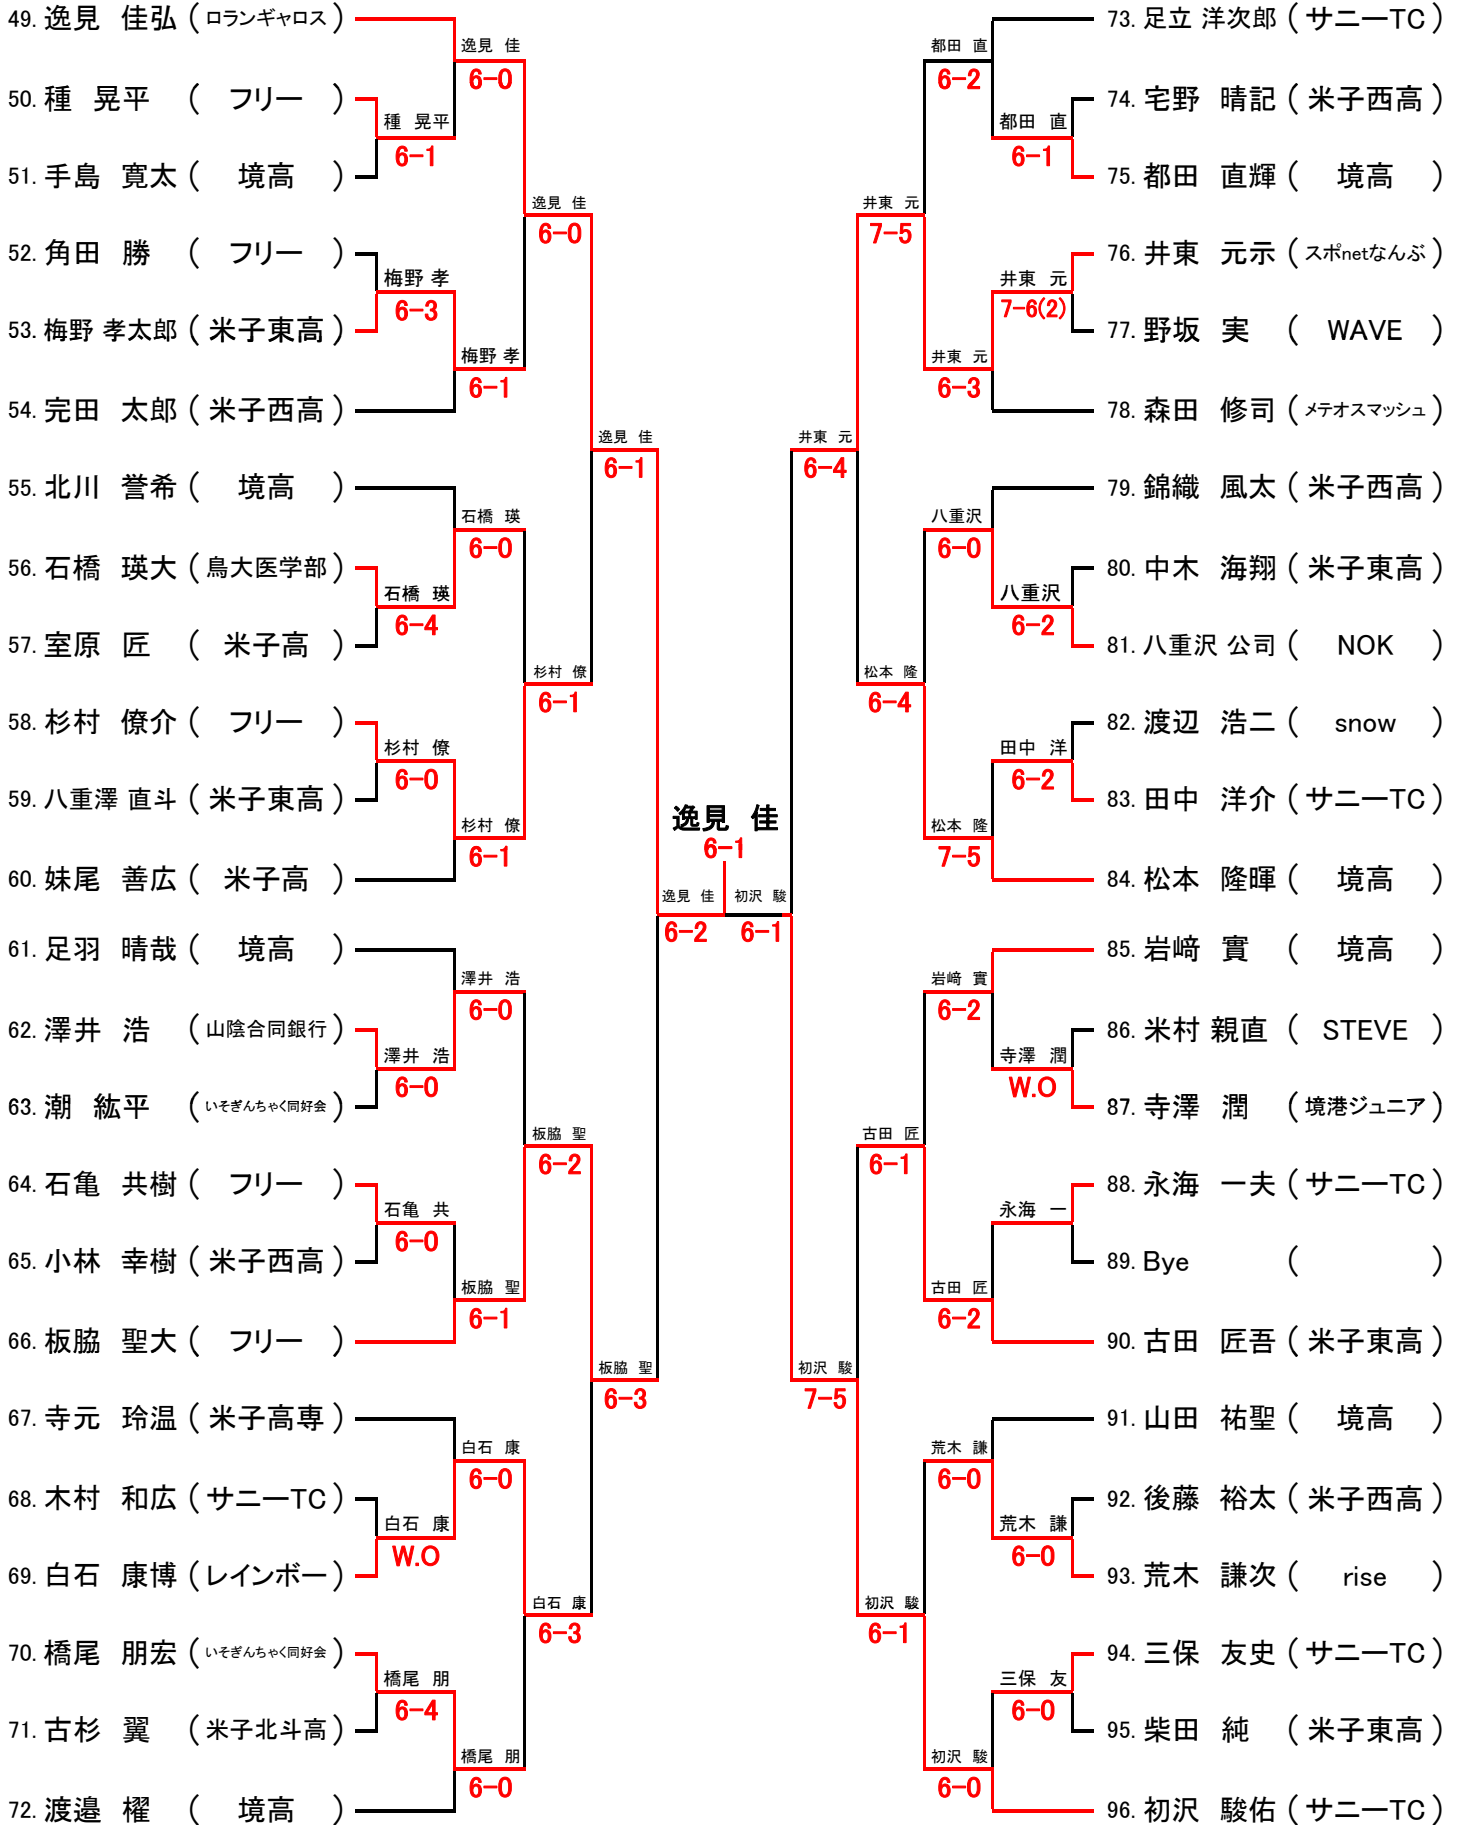 49. 逸見 佳弘 ( ロランギャロス )
50. 種 晃平 ( フリー )
51. 手島 寛太 ( 境高 )
52. 角田 勝 ( フリー )
53. 梅野 孝太郎 ( 米子東高 )
54. 完田 太郎 ( 米子西高 )
55. 北川 誉希 ( 境高 )
56. 石橋 瑛大 ( 鳥大医学部 )
57. 室原 匠 ( 米子高 )
58. 杉村 僚介 ( フリー )
59. 八重澤 直斗 ( 米子東高 )
60. 妹尾 善広 ( 米子高 )
61. 足羽 晴哉 ( 境高 )
62. 澤井 浩 ( 山陰合同銀行 )
63. 潮 紘平 ( いそぎんちゃく同好会 )
64. 石亀 共樹 ( フリー )
65. 小林 幸樹 ( 米子西高 )
66. 板脇 聖大 ( フリー )
67. 寺元 玲温 ( 米子高専 )
68. 木村 和広 ( サニーTC )
69. 白石 康博 ( レインボー )
70. 橋尾 朋宏 ( いそぎんちゃく同好会 )
71. 古杉 翼 ( 米子北斗高 )
72. 渡邉 櫂 ( 境高 )
種 晃平
6-1
梅野 孝
6-3
石橋 瑛
6-4
杉村 僚
6-0
澤井 浩
6-0
石亀 共
6-0
白石 康
W.O
橋尾 朋
6-4
逸見 佳
6-0
梅野 孝
6-1
石橋 瑛
6-0
杉村 僚
6-1
澤井 浩
6-0
板脇 聖
6-1
白石 康
6-0
橋尾 朋
6-0
逸見 佳
6-0
杉村 僚
6-1
板脇 聖
6-2
白石 康
6-3
逸見 佳
6-1
板脇 聖
6-3
逸見 佳
6-2
逸見 佳
6-1
初沢 駿
6-1
井東 元
6-4
初沢 駿
7-5
井東 元
7-5
松本 隆
6-4
古田 匠
6-1
初沢 駿
6-1
都田 直
6-2
井東 元
6-3
八重沢
6-0
松本 隆
7-5
岩﨑 實
6-2
古田 匠
6-2
荒木 謙
6-0
初沢 駿
6-0
都田 直
6-1
井東 元
7-6(2)
八重沢
6-2
田中 洋
6-2
寺澤 潤
W.O
永海 一
荒木 謙
6-0
三保 友
6-0
73. 足立 洋次郎 ( サニーTC )
74. 宅野 晴記 ( 米子西高 )
75. 都田 直輝 ( 境高 )
76. 井東 元示 ( スポnetなんぶ )
77. 野坂 実 ( WAVE )
78. 森田 修司 ( メテオスマッシュ )
79. 錦織 風太 ( 米子西高 )
80. 中木 海翔 ( 米子東高 )
81. 八重沢 公司 ( NOK )
82. 渡辺 浩二 ( snow )
83. 田中 洋介 ( サニーTC )
84. 松本 隆暉 ( 境高 )
85. 岩﨑 實 ( 境高 )
86. 米村 親直 ( STEVE )
87. 寺澤 潤 ( 境港ジュニア )
88. 永海 一夫 ( サニーTC )
89. Bye ( )
90. 古田 匠吾 ( 米子東高 )
91. 山田 祐聖 ( 境高 )
92. 後藤 裕太 ( 米子西高 )
93. 荒木 謙次 ( rise )
94. 三保 友史 ( サニーTC )
95. 柴田 純 ( 米子東高 )
96. 初沢 駿佑 ( サニーTC )